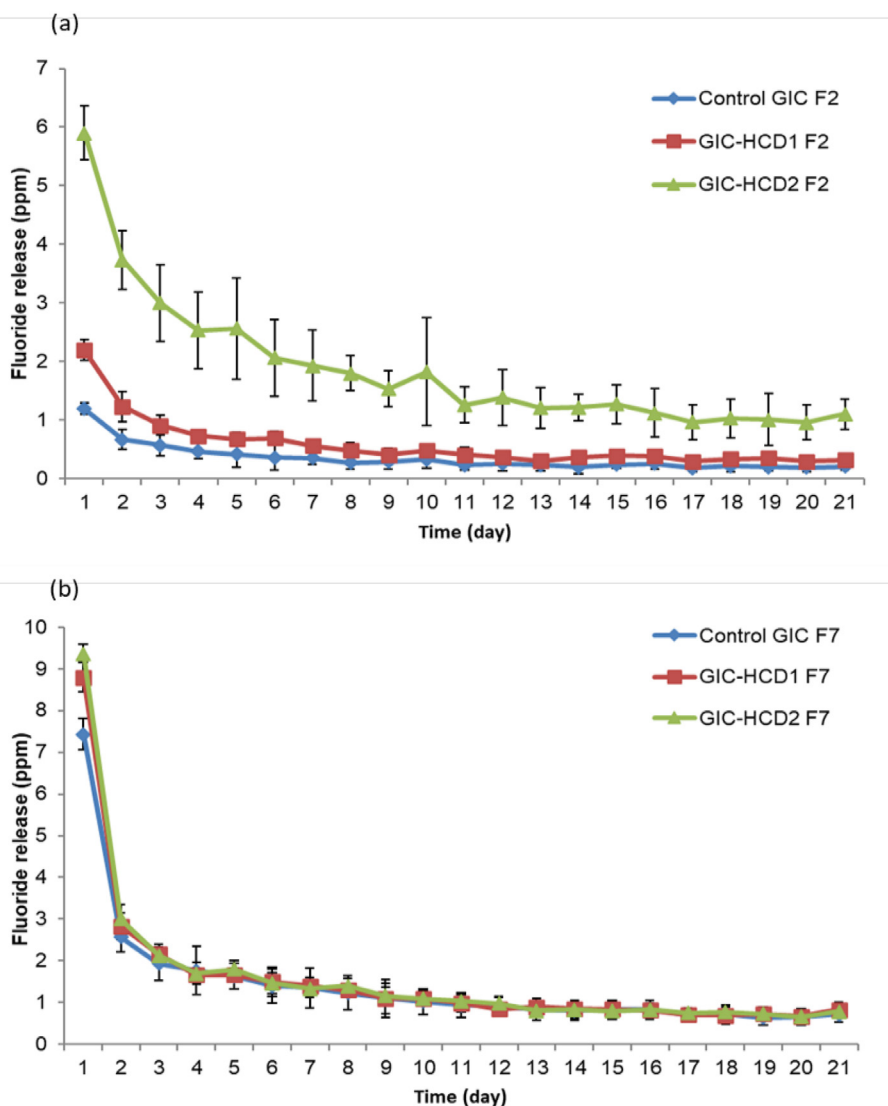 (a)
7
6
5
4
3
2
1
0
Fluoride release (ppm)
Control GIC F2
GIC-HCD1 F2
GIC-HCD2 F2
1 2 3 4 5 6 7 8 9 10 11 12 13 14 15 16 17 18 19 20 21
Time (day)
(b)
10
9
8
7
6
5
4
3
2
1
0
Fluoride release (ppm)
Control GIC F7
GIC-HCD1 F7
GIC-HCD2 F7
1 2 3 4 5 6 7 8 9 10 11 12 13 14 15 16 17 18 19 20 21
Time (day)